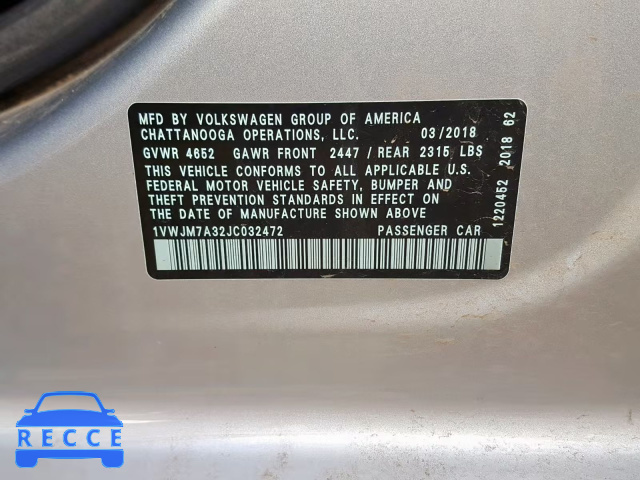 MFD BY VOLKSWAGEN GROUP OF AMERICA
CHATTANOOGA OPERATIONS, LLC. 03/2018
GVWR 4652 GAWR FRONT 2447 / REAR 2315 LBS
THIS VEHICLE CONFORMS TO ALL APPLICABLE U.S.
FEDERAL MOTOR VEHICLE SAFETY, BUMPER AND
THEFT PREVENTION STANDARDS IN EFFECT ON
THE DATE OF MANUFACTURE SHOWN ABOVE
1VWJM7A32JC032472 PASSENGER CAR
1220452 2018 62
RECCE